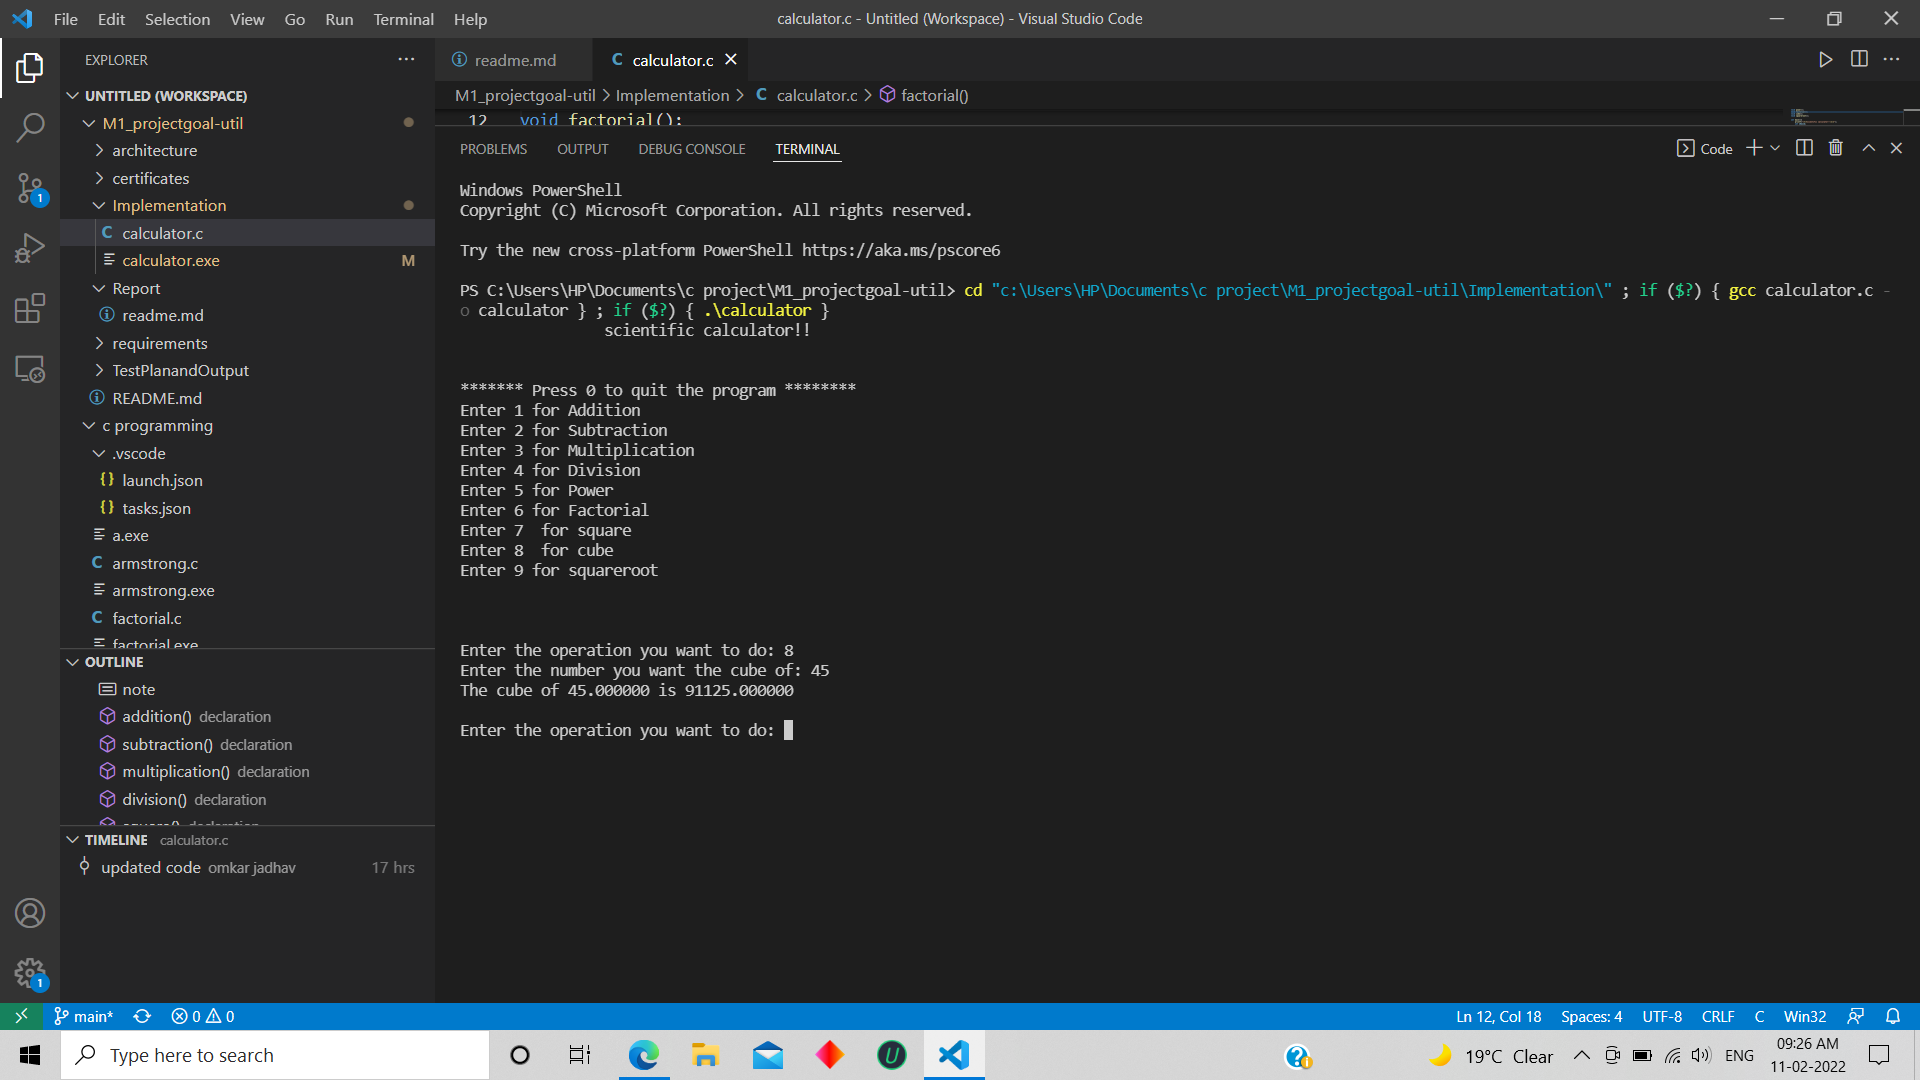 File Edit Selection View Go Run Terminal Help
calculator.c - Untitled (Workspace) - Visual Studio Code
EXPLORER
UNTITLED (WORKSPACE)
M1_projectgoal-util
architecture
certificates
Implementation
C calculator.c
calculator.exe M
Report
readme.md
requirements
TestPlanandOutput
README.md
c programming
.vscode
{} launch.json
{} tasks.json
a.exe
C armstrong.c
armstrong.exe
C factorial.c
factorial.exe
OUTLINE
note
addition() declaration
subtraction() declaration
multiplication() declaration
division() declaration
square() declaration
TIMELINE calculator.c
updated code omkar jadhav 17 hrs
1
1
readme.md
C calculator.c
M1_projectgoal-util > Implementation > C calculator.c > factorial()
12 void factorial();
PROBLEMS OUTPUT DEBUG CONSOLE TERMINAL
Code
Windows PowerShell
Copyright (C) Microsoft Corporation. All rights reserved.
Try the new cross-platform PowerShell https://aka.ms/pscore6
PS C:\Users\HP\Documents\c project\M1_projectgoal-util> cd "c:\Users\HP\Documents\c project\M1_projectgoal-util\Implementation\" ; if ($?) { gcc calculator.c -
o calculator } ; if ($?) { .\calculator }
scientific calculator!!
******* Press 0 to quit the program ********
Enter 1 for Addition
Enter 2 for Subtraction
Enter 3 for Multiplication
Enter 4 for Division
Enter 5 for Power
Enter 6 for Factorial
Enter 7  for square
Enter 8  for cube
Enter 9 for squareroot
Enter the operation you want to do: 8
Enter the number you want the cube of: 45
The cube of 45.000000 is 91125.000000
Enter the operation you want to do:
main* 0 0
Ln 12, Col 18 Spaces: 4 UTF-8 CRLF C Win32
Type here to search
19°C Clear
ENG
09:26 AM
11-02-2022